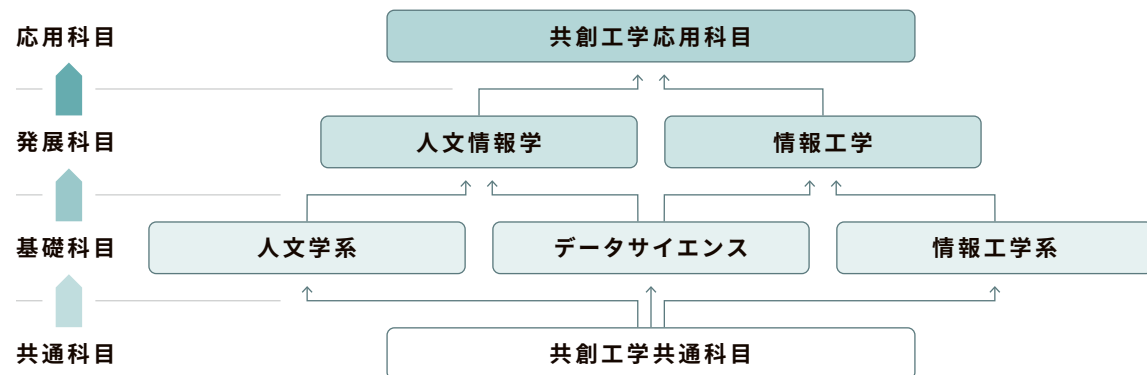 応用科目
共創工学応用科目
発展科目
人文情報学
情報工学
基礎科目
人文学系
データサイエンス
情報工学系
共通科目
共創工学共通科目